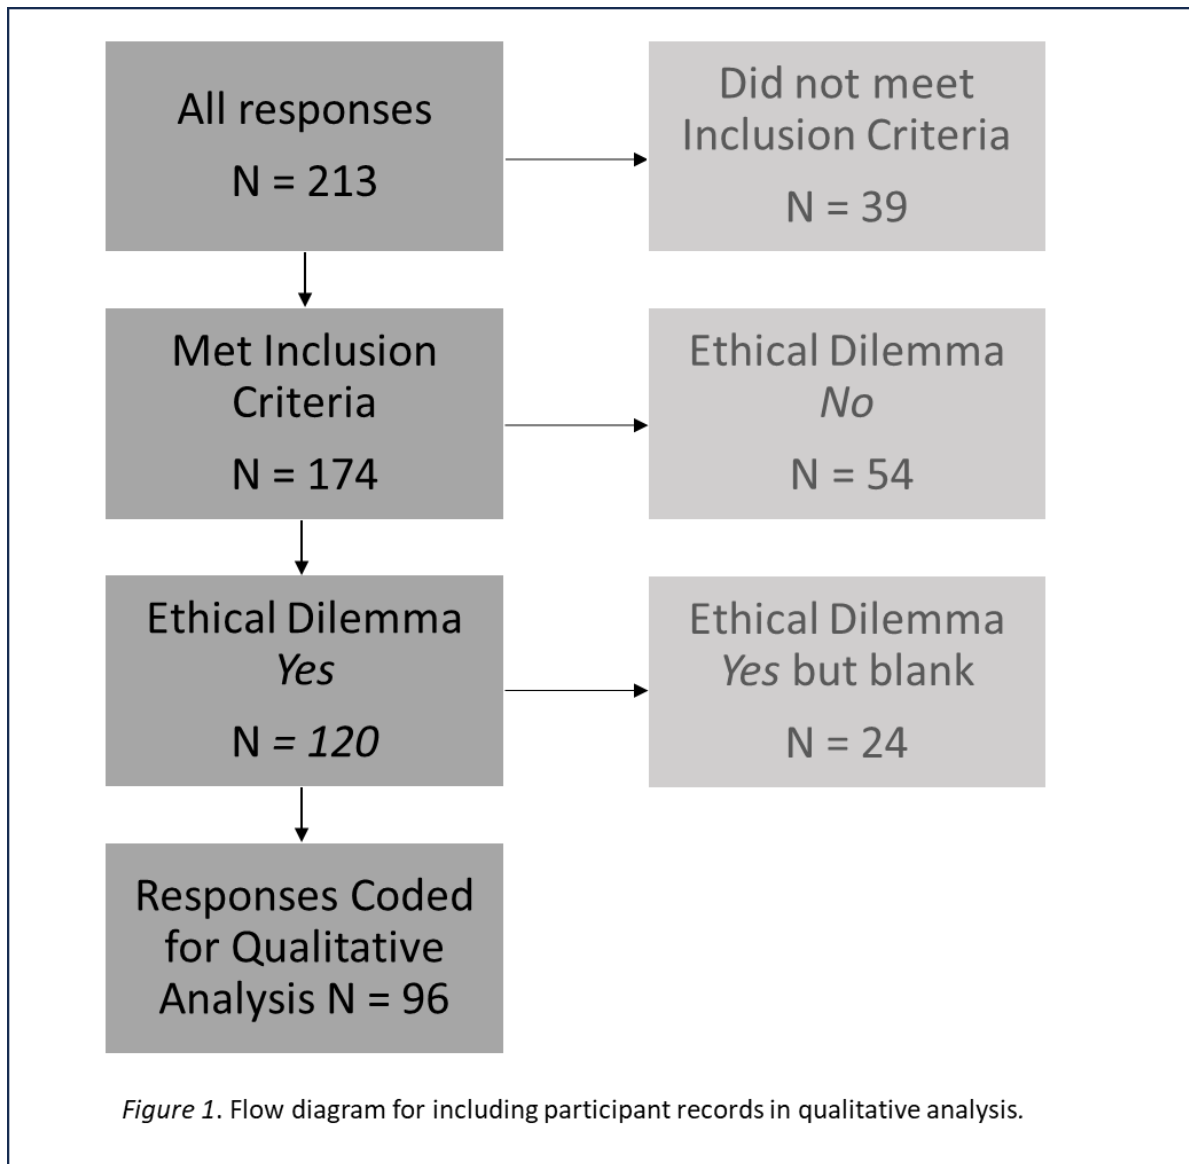 All responses
N = 213
Did not meet
Inclusion Criteria
N = 39
Met Inclusion
Criteria
N = 174
Ethical Dilemma
No
N = 54
Ethical Dilemma
Yes
N = 120
Ethical Dilemma
Yes but blank
N = 24
Responses Coded
for Qualitative
Analysis N = 96
Figure 1. Flow diagram for including participant records in qualitative analysis.